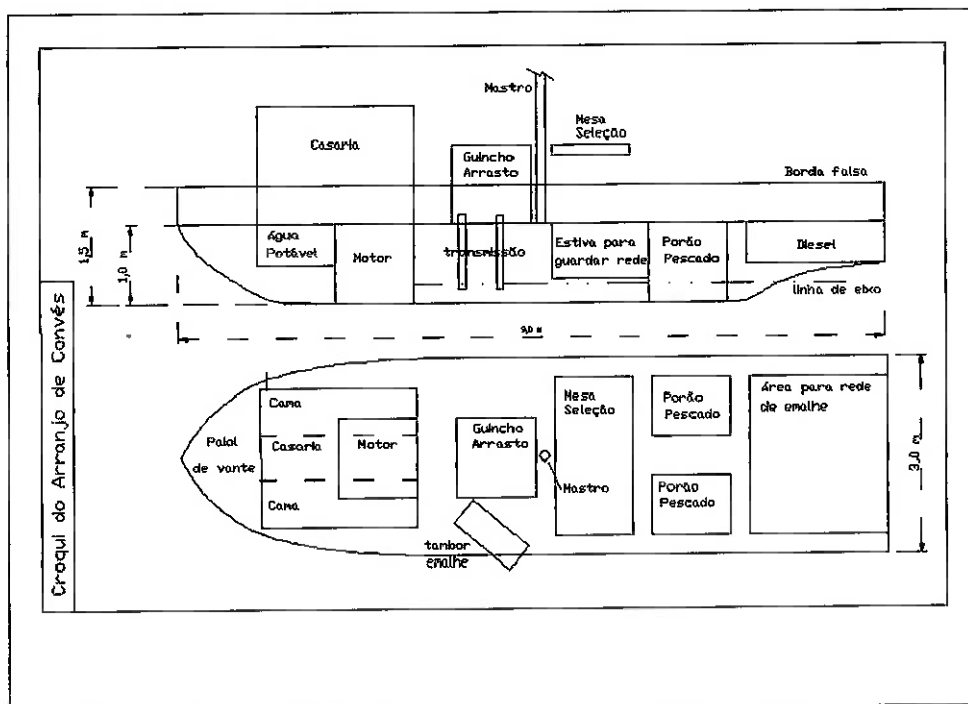 Mastro
Mesa
Seleção
Casaria
Guincho
Arrasto
Borda falsa
1,5 m
1,0 m
Água
Potável
Motor
transmissão
Estiva para
guardar rede
Porão
Pescado
Diesel
linha de eixo
9,0 m
Croqui do Arranjo de Convés
Cama
Mesa
Seleção
Porão
Pescado
Área para rede
de emalhe
Paiol
de vante
Casaria
Motor
Guincho
Arrasto
Mastro
3,0 m
Cama
Porão
Pescado
tambor
emalhe